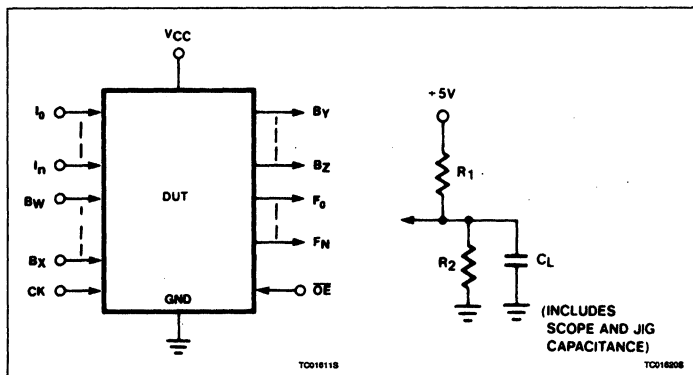 VCC
I0
In
BW
BX
CK
DUT
GND
BY
BZ
F0
FN
OE
+5V
R1
R2
CL
(INCLUDES
SCOPE AND JIG
CAPACITANCE)
TC01611S
TC01620S